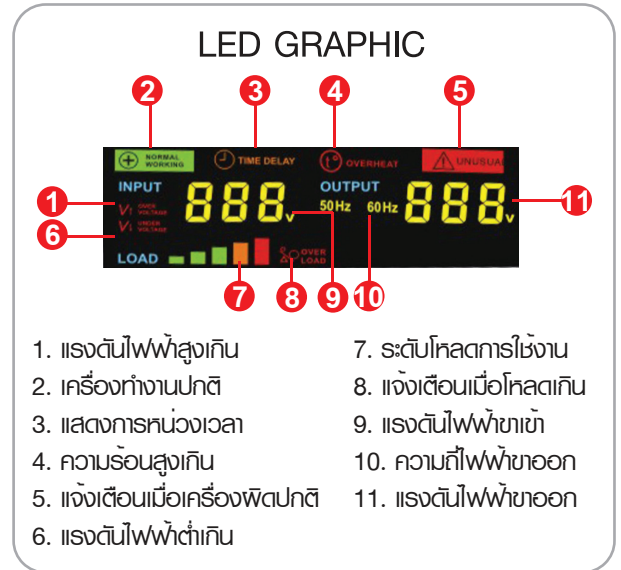 LED GRAPHIC
2 3 4 5
NORMAL WORKING TIME DELAY OVERHEAT UNUSUAL
INPUT OUTPUT
1 OVER VOLTAGE 888v 50Hz 60Hz 888v 11
6 UNDER VOLTAGE
LOAD OVER LOAD
7 8 9 10
1. แรงดันไฟฟ้าสูงเกิน
2. เครื่องทำงานปกติ
3. แสดงการหน่วงเวลา
4. ความร้อนสูงเกิน
5. แจ้งเตือนเมื่อเครื่องผิดปกติ
6. แรงดันไฟฟ้าต่ำเกิน
7. ระดับโหลดการใช้งาน
8. แจ้งเตือนเมื่อโหลดเกิน
9. แรงดันไฟฟ้าขาเข้า
10. ความถี่ไฟฟ้าขาออก
11. แรงดันไฟฟ้าขาออก